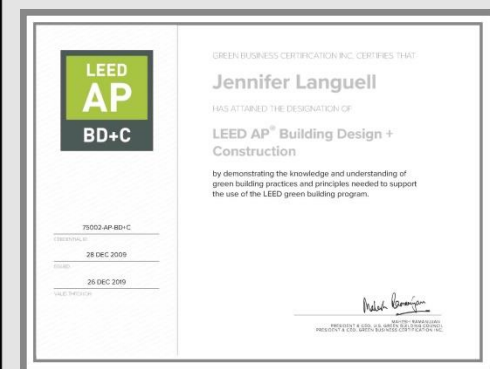 LEED
AP
BD+C
75002-AP-BD+C
CREDENTIAL ID
28 DEC 2009
ISSUED
26 DEC 2019
VALID THROUGH
GREEN BUSINESS CERTIFICATION INC. CERTIFIES THAT
Jennifer Languell
HAS ATTAINED THE DESIGNATION OF
LEED AP® Building Design +
Construction
by demonstrating the knowledge and understanding of
green building practices and principles needed to support
the use of the LEED green building program.
MAHESH RAMANUJAM
PRESIDENT & CEO, U.S. GREEN BUILDING COUNCIL
PRESIDENT & CEO, GREEN BUSINESS CERTIFICATION INC.